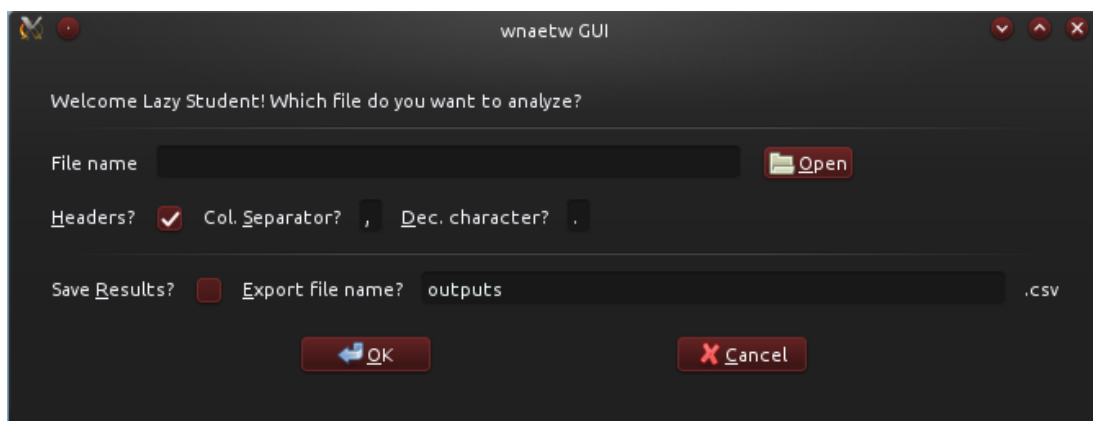 wnaetw GUI
Welcome Lazy Student! Which file do you want to analyze?
File name Open
Headers? Col. Separator? , Dec. character? .
Save Results? Export file name? outputs .csv
OK Cancel